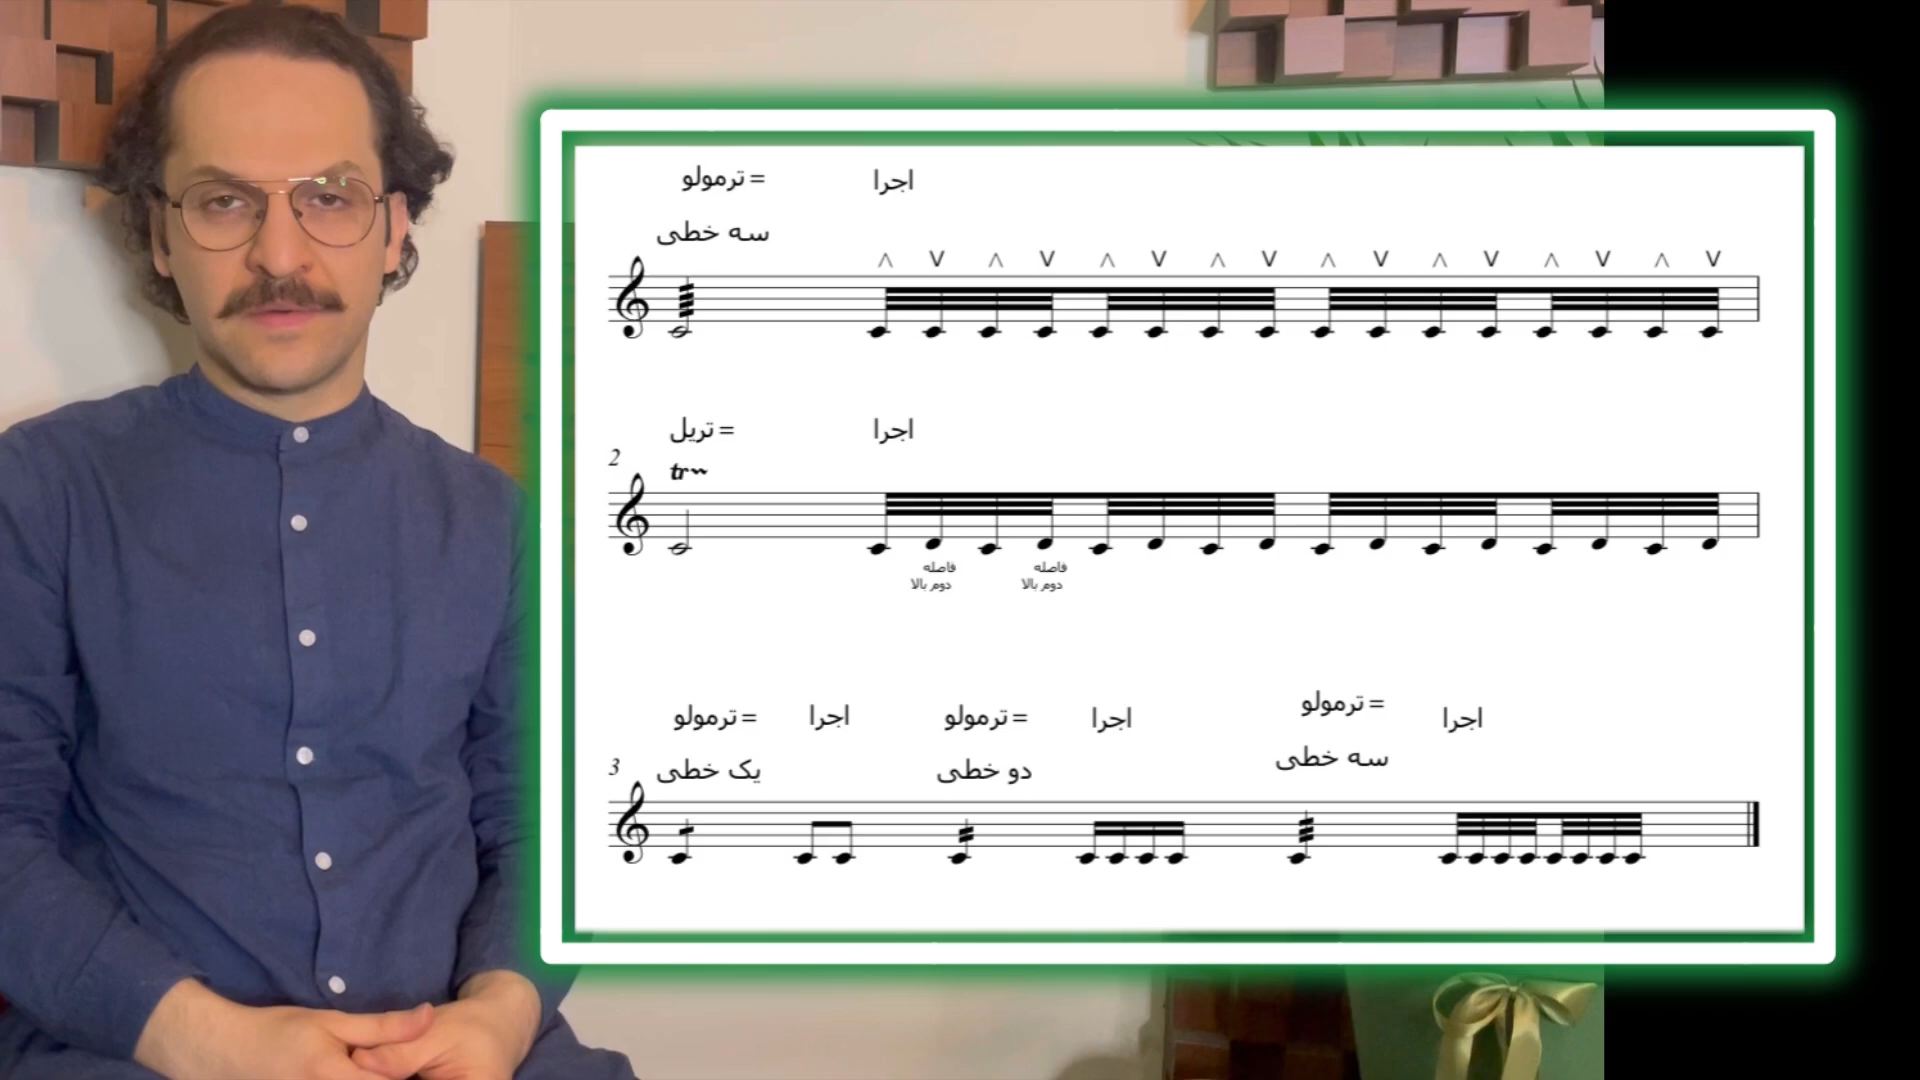 ترمولو =
اجرا
سه خطی
∧ ∨ ∧ ∨ ∧ ∨ ∧ ∨ ∧ ∨ ∧ ∨ ∧ ∨ ∧ ∨
تریل =
اجرا
2
tr
فاصله
دوم بالا
فاصله
دوم بالا
ترمولو =
اجرا
ترمولو =
اجرا
ترمولو =
اجرا
3
یک خطی
دو خطی
سه خطی